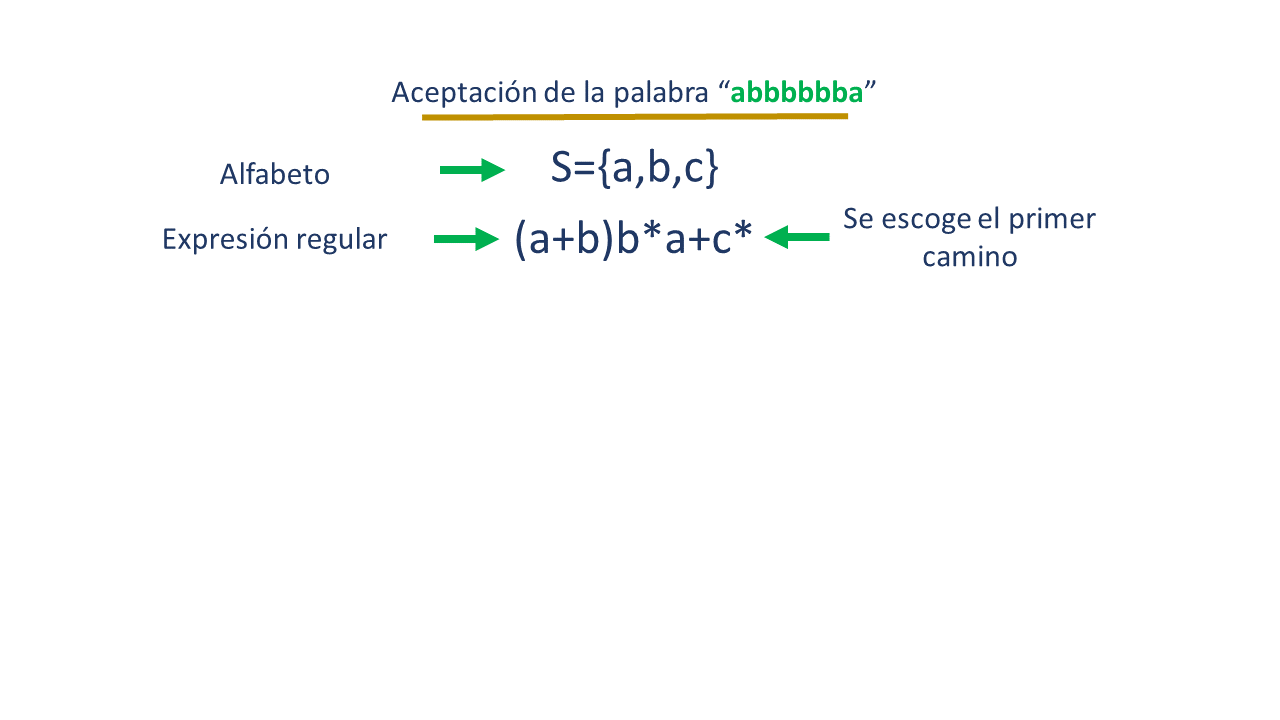 Aceptación de la palabra “abbbbbba”
Alfabeto
S={a,b,c}
Expresión regular
(a+b)b*a+c*
Se escoge el primer
camino